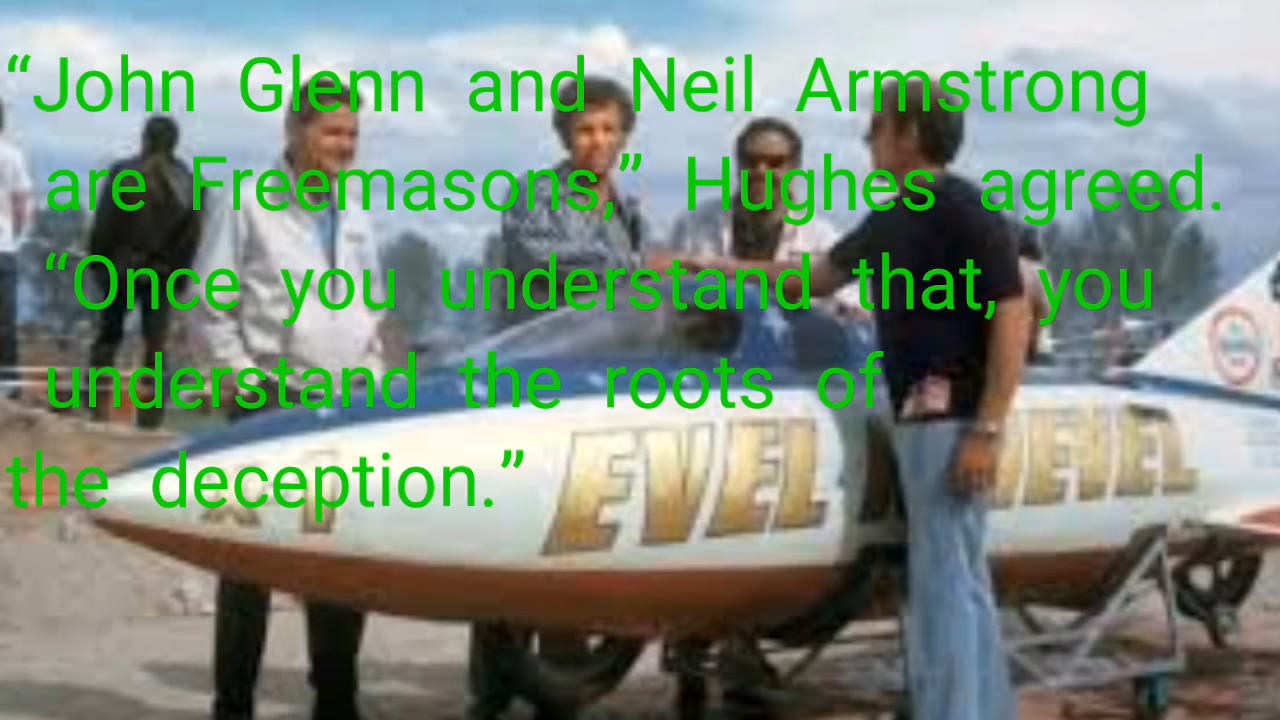 “John Glenn and Neil Armstrong
are Freemasons,” Hughes agreed.
“Once you understand that, you
understand the roots of
the deception.”
EVEL